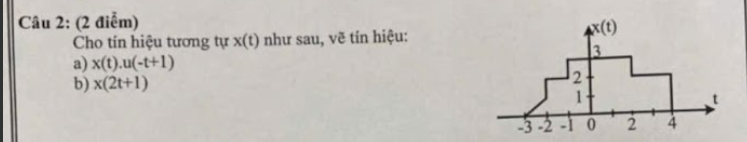 Câu 2: (2 điểm)
Cho tín hiệu tương tự x(t) như sau, vẽ tín hiệu:
a) x(t).u(-t+1)
b) x(2t+1)
x(t)
3
2
1
t
-3 -2 -1 0 2 4